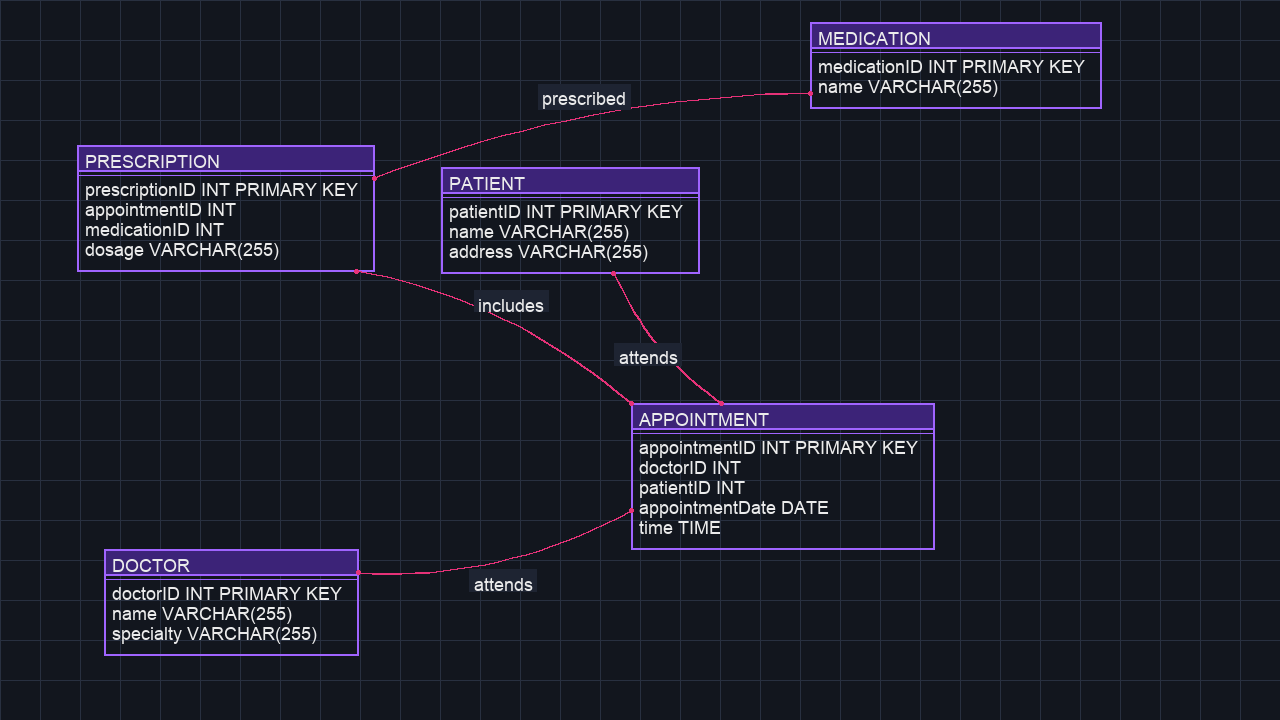 MEDICATION
medicationID INT PRIMARY KEY
name VARCHAR(255)
prescribed
PRESCRIPTION
prescriptionID INT PRIMARY KEY
appointmentID INT
medicationID INT
dosage VARCHAR(255)
PATIENT
patientID INT PRIMARY KEY
name VARCHAR(255)
address VARCHAR(255)
includes
attends
APPOINTMENT
appointmentID INT PRIMARY KEY
doctorID INT
patientID INT
appointmentDate DATE
time TIME
DOCTOR
doctorID INT PRIMARY KEY
name VARCHAR(255)
specialty VARCHAR(255)
attends